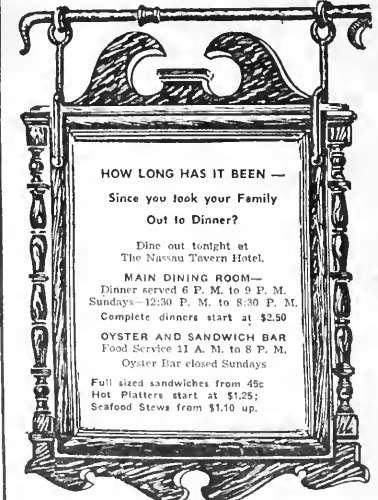 HOW LONG HAS IT BEEN —
Since you took your Family
Out to Dinner?
Dine out tonight at
The Nassau Tavern Hotel.
MAIN DINING ROOM—
Dinner served 6 P. M. to 9 P. M.
Sundays—12:30 P. M. to 8:30 P. M.
Complete dinners start at $2.50
OYSTER AND SANDWICH BAR
Food Service 11 A. M. to 8 P. M.
Oyster Bar closed Sundays
Full sized sandwiches from 45c
Hot Platters start at $1.25;
Seafood Stews from $1.10 up.